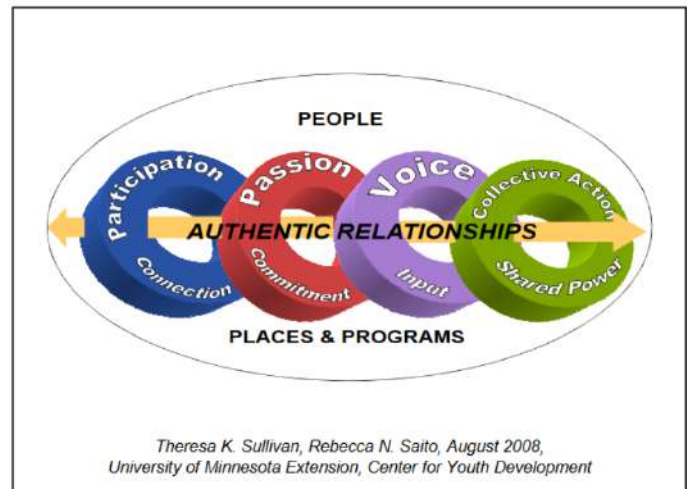 PEOPLE
Participation
Connection
Passion
Commitment
Voice
Input
Collective Action
Shared Power
AUTHENTIC RELATIONSHIPS
PLACES & PROGRAMS
Theresa K. Sullivan, Rebecca N. Saito, August 2008,
University of Minnesota Extension, Center for Youth Development